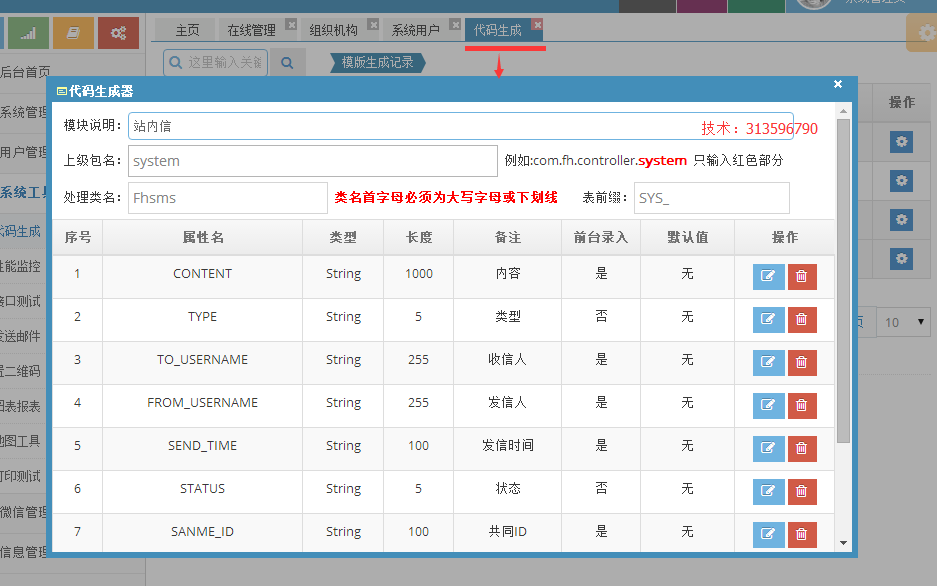 系统管理员
主页
在线管理
组织机构
系统用户
代码生成
后台首页
这里输入关键
模版生成记录
代码生成器
系统管理
操作
模块说明：
站内信
技术：313596790
用户管理
上级包名：
system
例如:com.fh.controller.system 只输入红色部分
系统工具
处理类名：
Fhsms
类名首字母必须为大写字母或下划线
表前缀：
SYS_
代码生成
序号 属性名 类型 长度 备注 前台录入 默认值 操作
性能监控
1 CONTENT String 1000 内容 是 无
接口测试
2 TYPE String 5 类型 否 无
页
10
发送邮件
3 TO_USERNAME String 255 收信人 是 无
置二维码
图表报表
4 FROM_USERNAME String 255 发信人 是 无
地图工具
5 SEND_TIME String 100 发信时间 是 无
打印测试
6 STATUS String 5 状态 否 无
微信管理
7 SANME_ID String 100 共同ID 是 无
信息管理